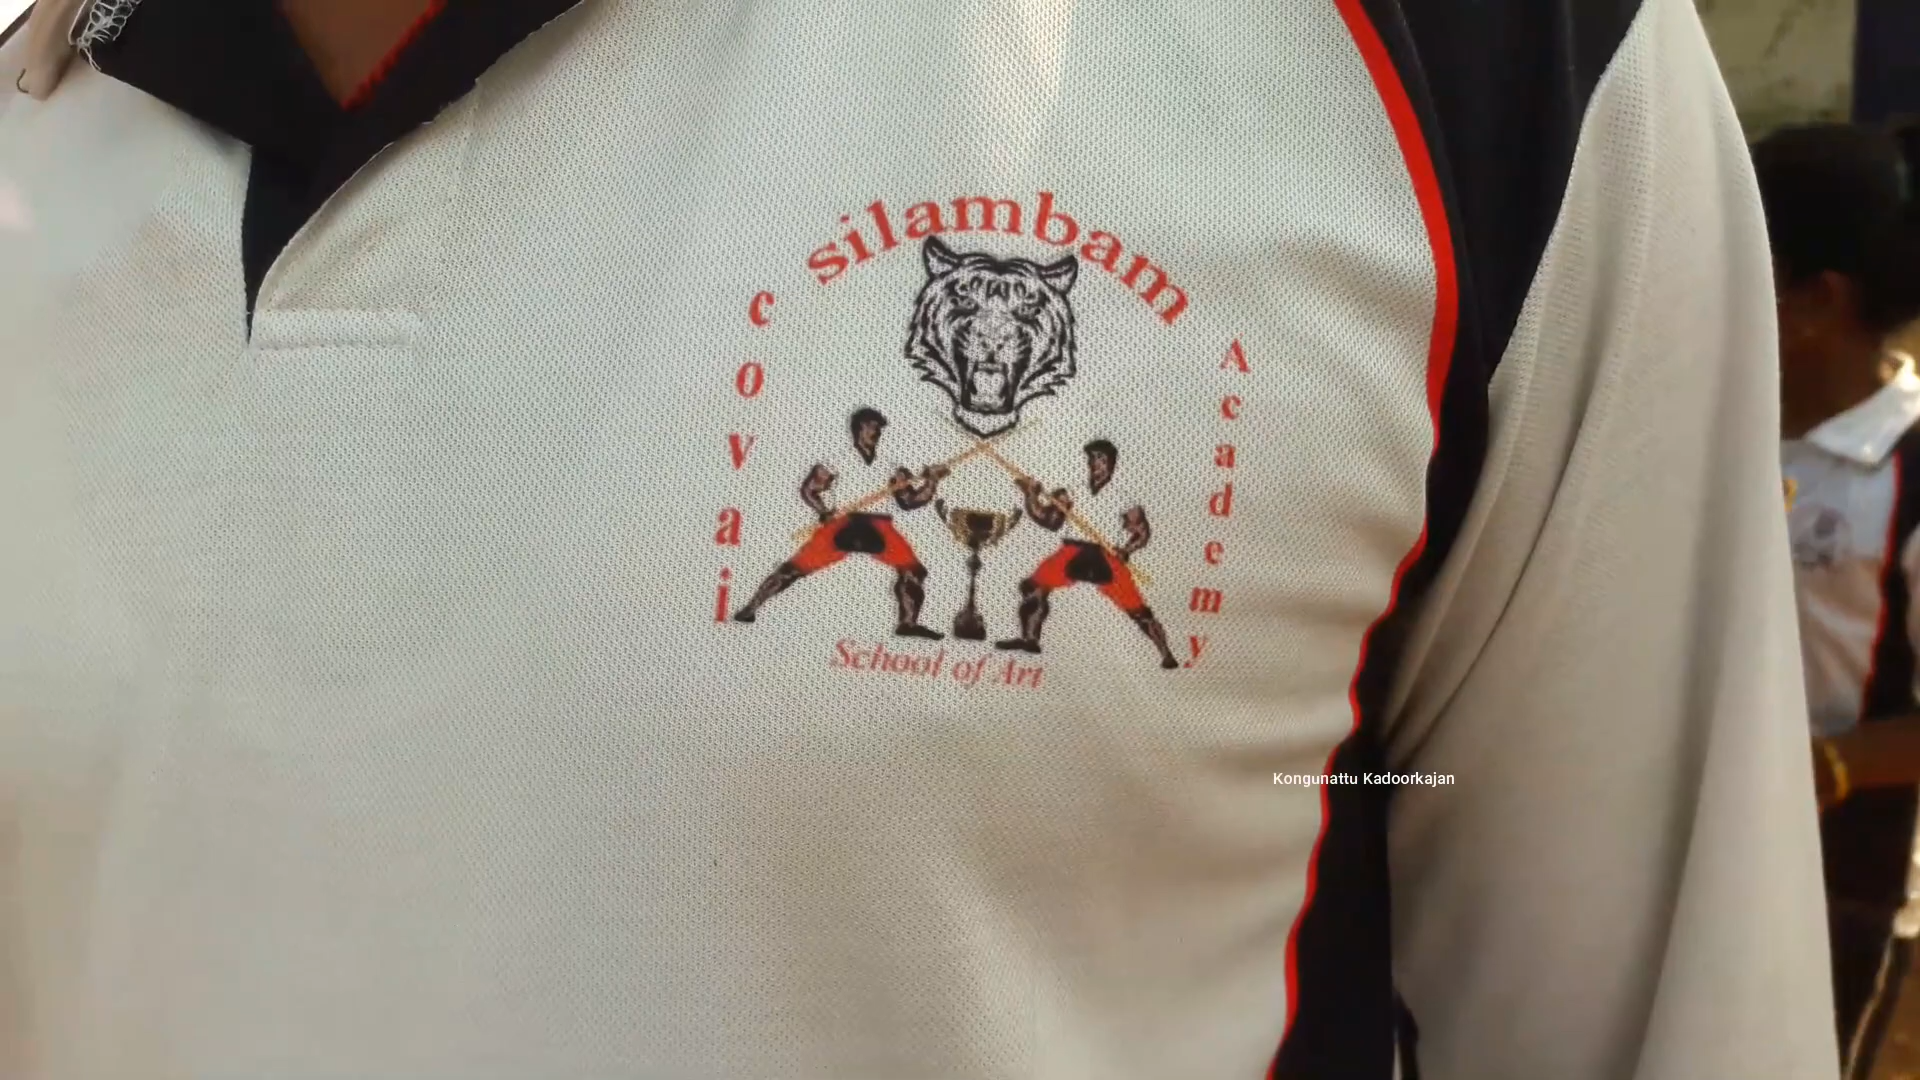 covai
silambam
Academy
School of Art
Kongunattu Kadoorkajan